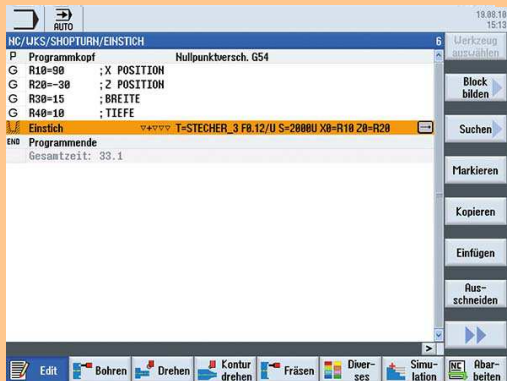 19.09.10
15:13
AUTO
NC/WKS/SHOPTURN/EINSTICH 6
P Programmkopf Nullpunktversch. G54
G R10=90 ;X POSITION
G R20=-30 ;Z POSITION
G R30=15 ;BREITE
G R40=10 ;TIEFE
Einstich ▽+▽▽▽ T=STECHER_3 F0.12/U S=2000U X0=R10 Z0=R20
END Programmende
Gesamtzeit: 33.1
Werkzeug
auswählen
Block
bilden
Suchen
Markieren
Kopieren
Einfügen
Aus-
schneiden
Edit
Bohren
Drehen
Kontur
drehen
Fräsen
Diver-
ses
Simu-
lation
NC Abar-
beiten